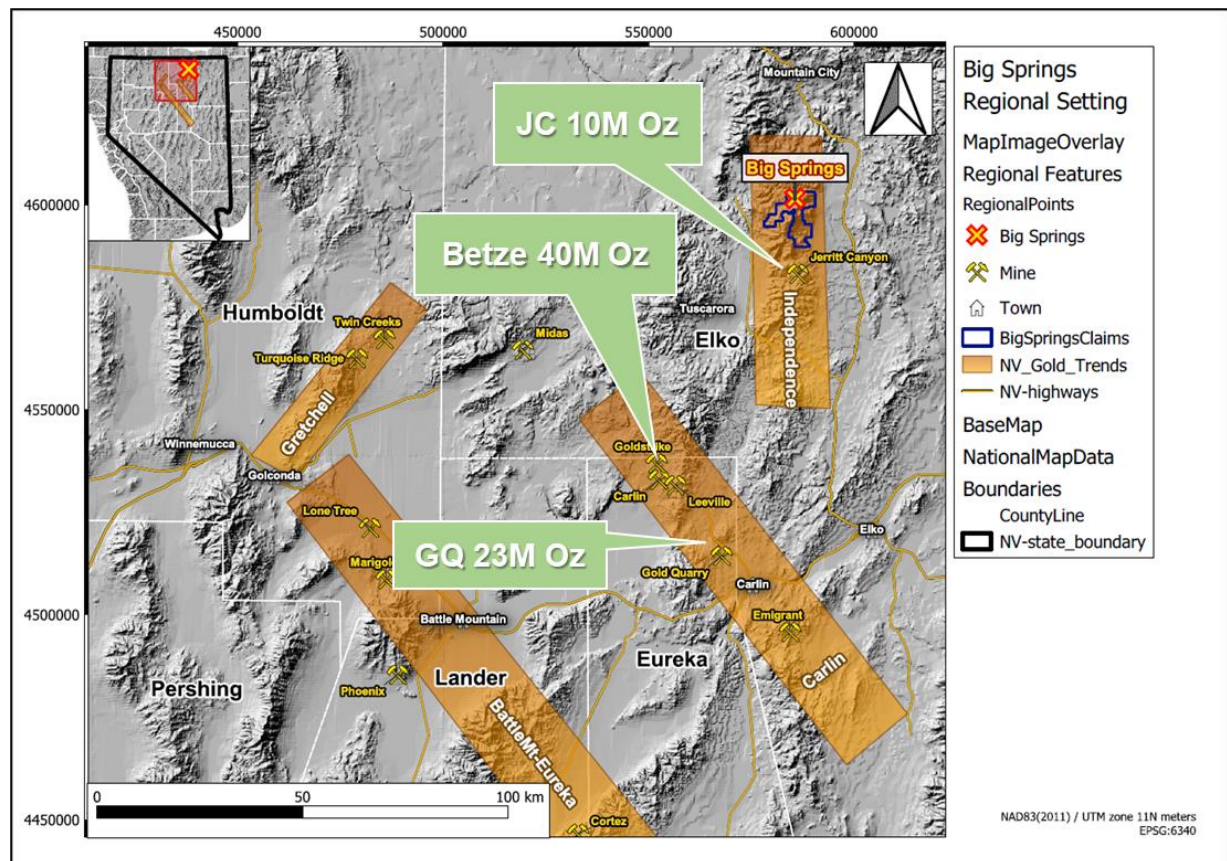 450000
500000
550000
600000
4600000
4550000
4500000
4450000
Mountain City
JC 10M Oz
Big Springs
Betze 40M Oz
Jerritt Canyon
Independence
Humboldt
Twin Creeks
Turquoise Ridge
Getchell
Midas
Tuscarora
Elko
Winnemucca
Golconda
Goldstrike
Carlin
Leeville
Lone Tree
Elko
GQ 23M Oz
Marigold
Gold Quarry
Carlin
Battle Mountain
Emigrant
Eureka
Carlin
Pershing
Phoenix
Lander
BattleMt-Eureka
Cortez
0
50
100 km
Big Springs
Regional Setting
MapImageOverlay
Regional Features
RegionalPoints
Big Springs
Mine
Town
BigSpringsClaims
NV_Gold_Trends
NV-highways
BaseMap
NationalMapData
Boundaries
CountyLine
NV-state_boundary
NAD83(2011) / UTM zone 11N meters
EPSG:6340